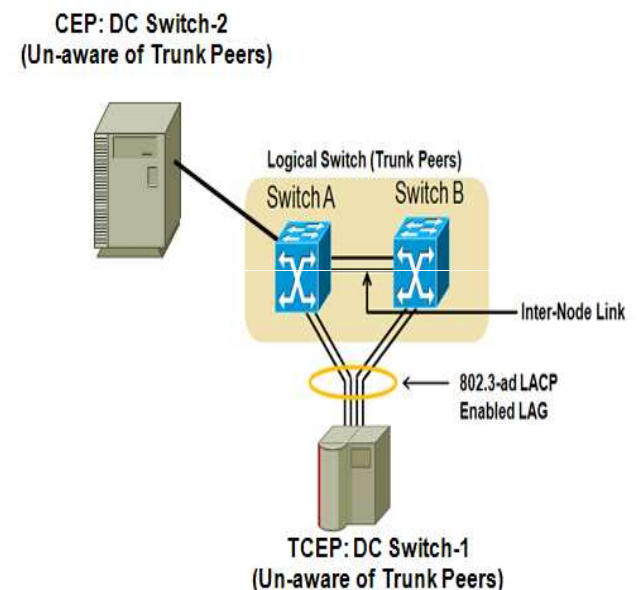 CEP: DC Switch-2
(Un-aware of Trunk Peers)
Logical Switch (Trunk Peers)
Switch A
Switch B
Inter-Node Link
802.3-ad LACP
Enabled LAG
TCEP: DC Switch-1
(Un-aware of Trunk Peers)